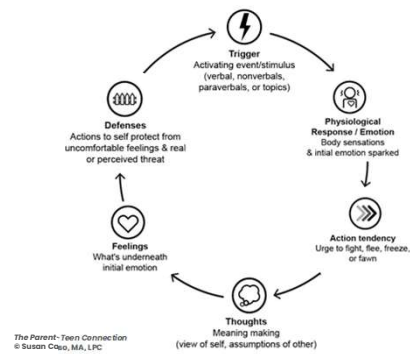 Trigger
Activating event/stimulus
(verbal, nonverbals,
paraverbals, or topics)
Physiological
Response / Emotion
Body sensations
& intial emotion sparked
Action tendency
Urge to fight, flee, freeze,
or fawn
Thoughts
Meaning making
(view of self, assumptions of other)
Feelings
What's underneath
initial emotion
Defenses
Actions to self protect from
uncomfortable feelings & real
or perceived threat
The Parent-Teen Connection
© Susan Caso, MA, LPC